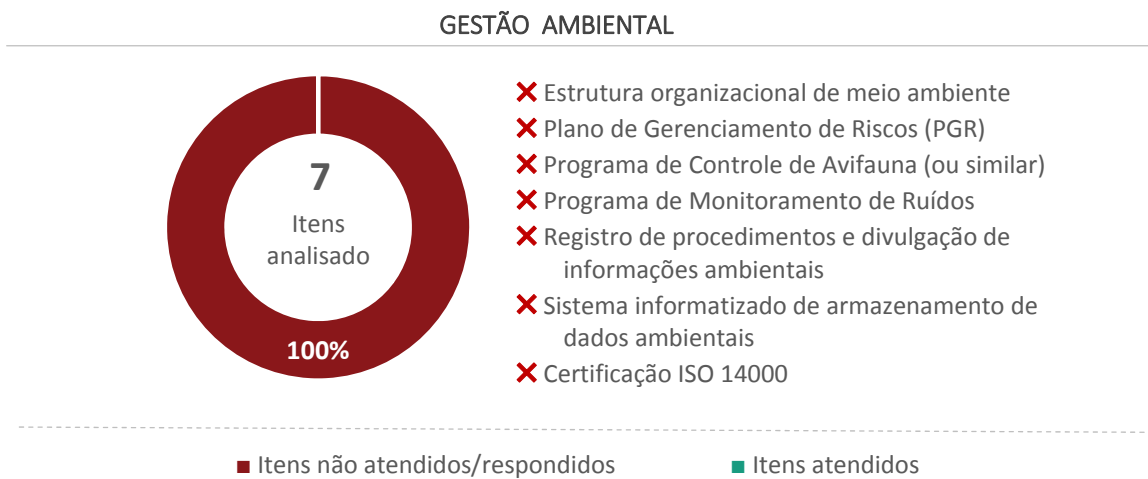 GESTÃO AMBIENTAL
7
Itens
analisado
100%
Estrutura organizacional de meio ambiente
Plano de Gerenciamento de Riscos (PGR)
Programa de Controle de Avifauna (ou similar)
Programa de Monitoramento de Ruídos
Registro de procedimentos e divulgação de
informações ambientais
Sistema informatizado de armazenamento de
dados ambientais
Certificação ISO 14000
Itens não atendidos/respondidos
Itens atendidos